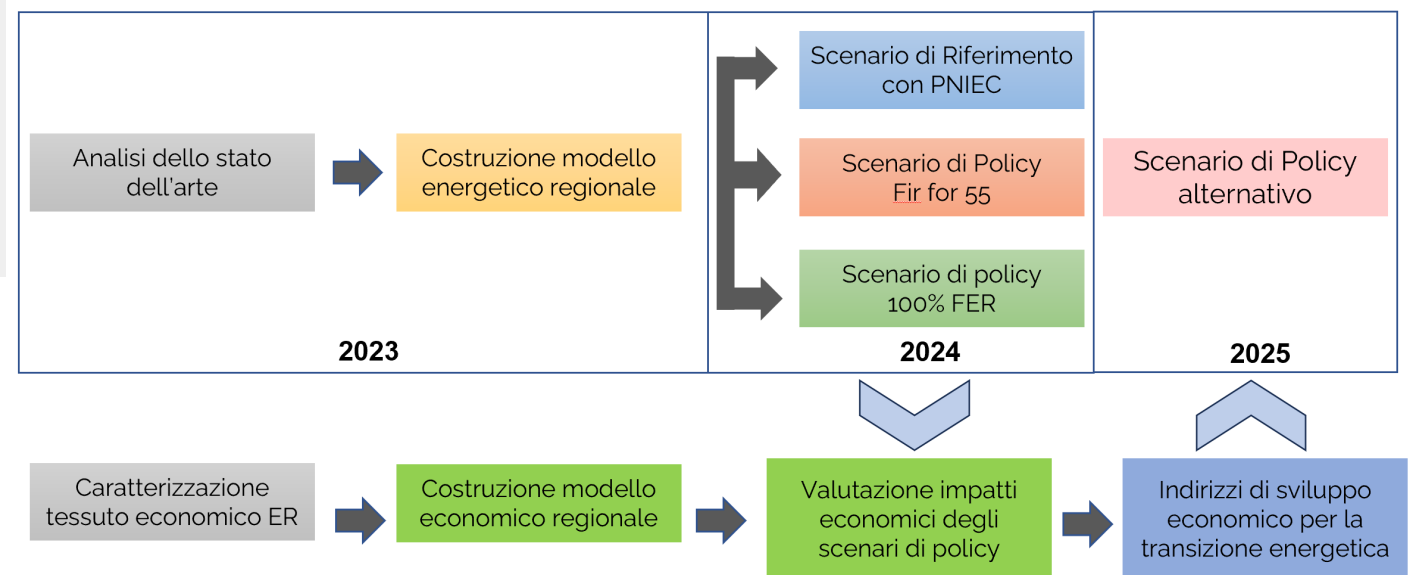 Analisi dello stato
dell'arte
Costruzione modello
energetico regionale
2023
Scenario di Riferimento
con PNIEC
Scenario di Policy
Fir for 55
Scenario di policy
100% FER
2024
Scenario di Policy
alternativo
2025
Caratterizzazione
tessuto economico ER
Costruzione modello
economico regionale
Valutazione impatti
economici degli
scenari di policy
Indirizzi di sviluppo
economico per la
transizione energetica